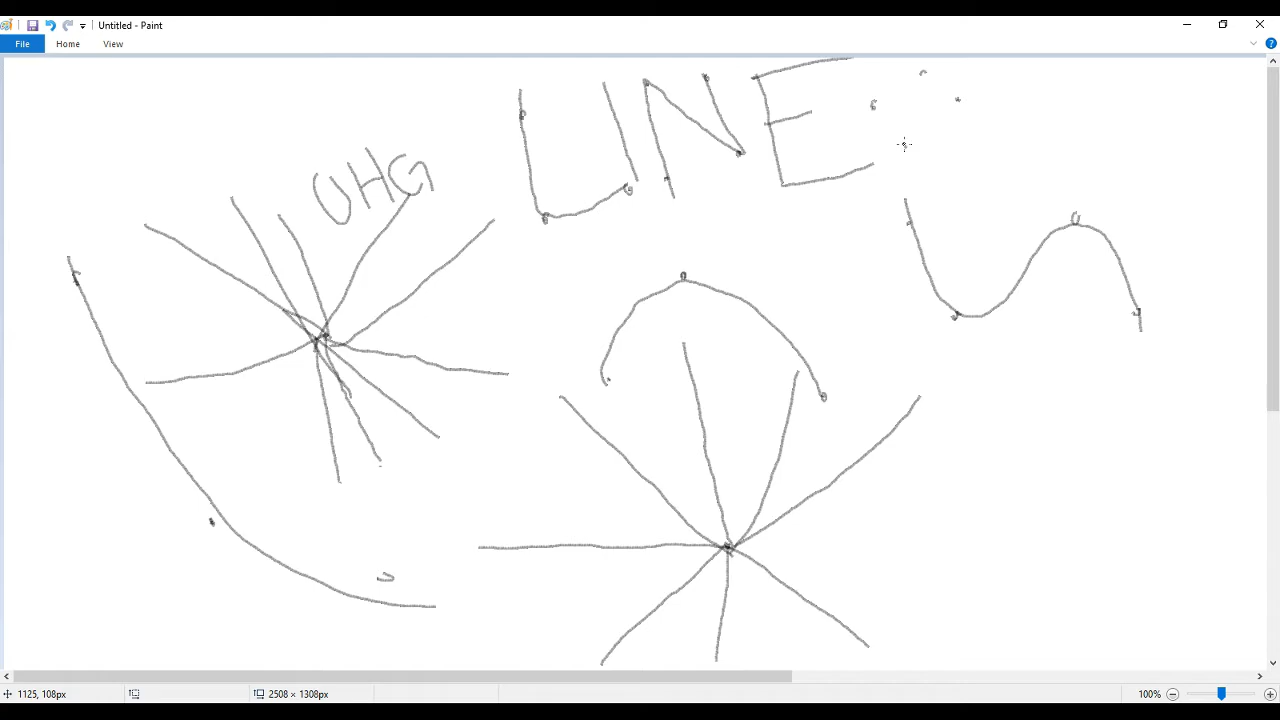 Untitled - Paint
File Home View
LINE
UHG
1125, 108px 2508 × 1308px 100%